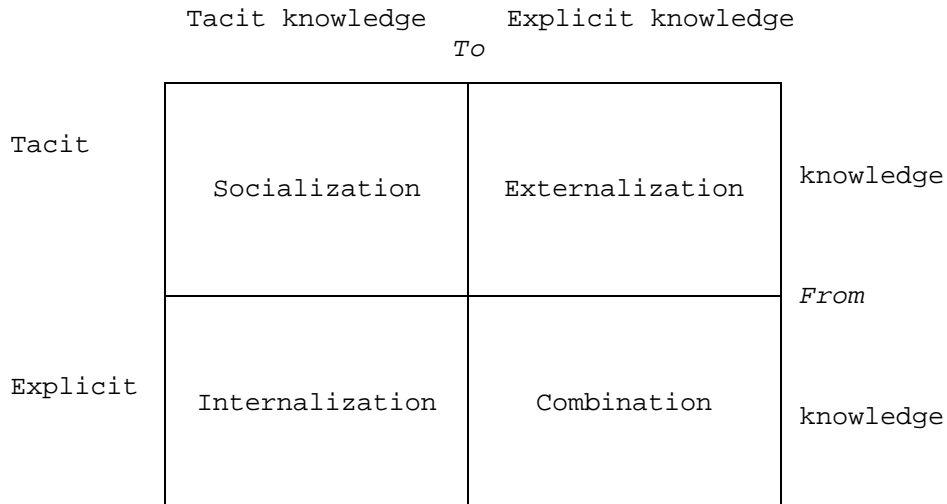 Tacit knowledge Explicit knowledge
To
Tacit
knowledge
Socialization Externalization
From
Explicit
Internalization Combination
knowledge